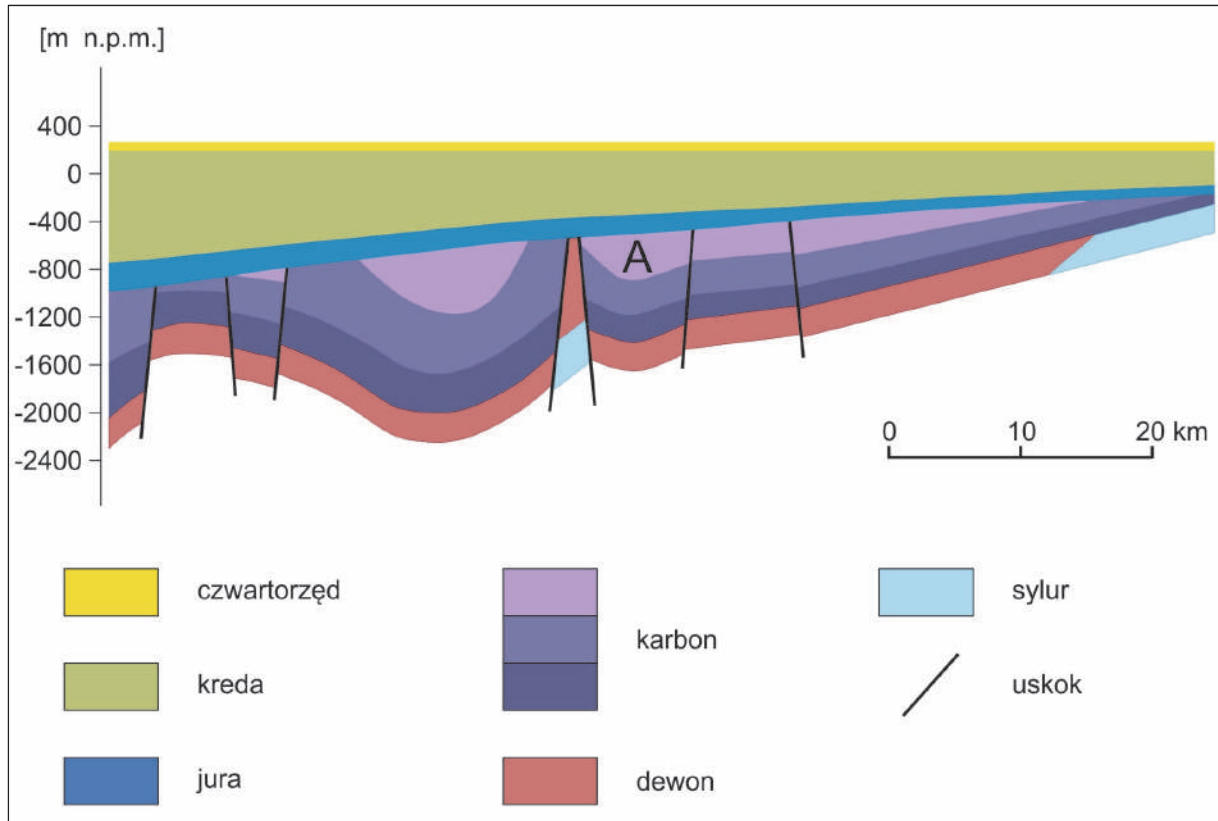 [m n.p.m.]
400
0
-400
-800
-1200
-1600
-2000
-2400
A
0 10 20 km
czwartorzęd
kreda
jura
karbon
dewon
sylur
uskok